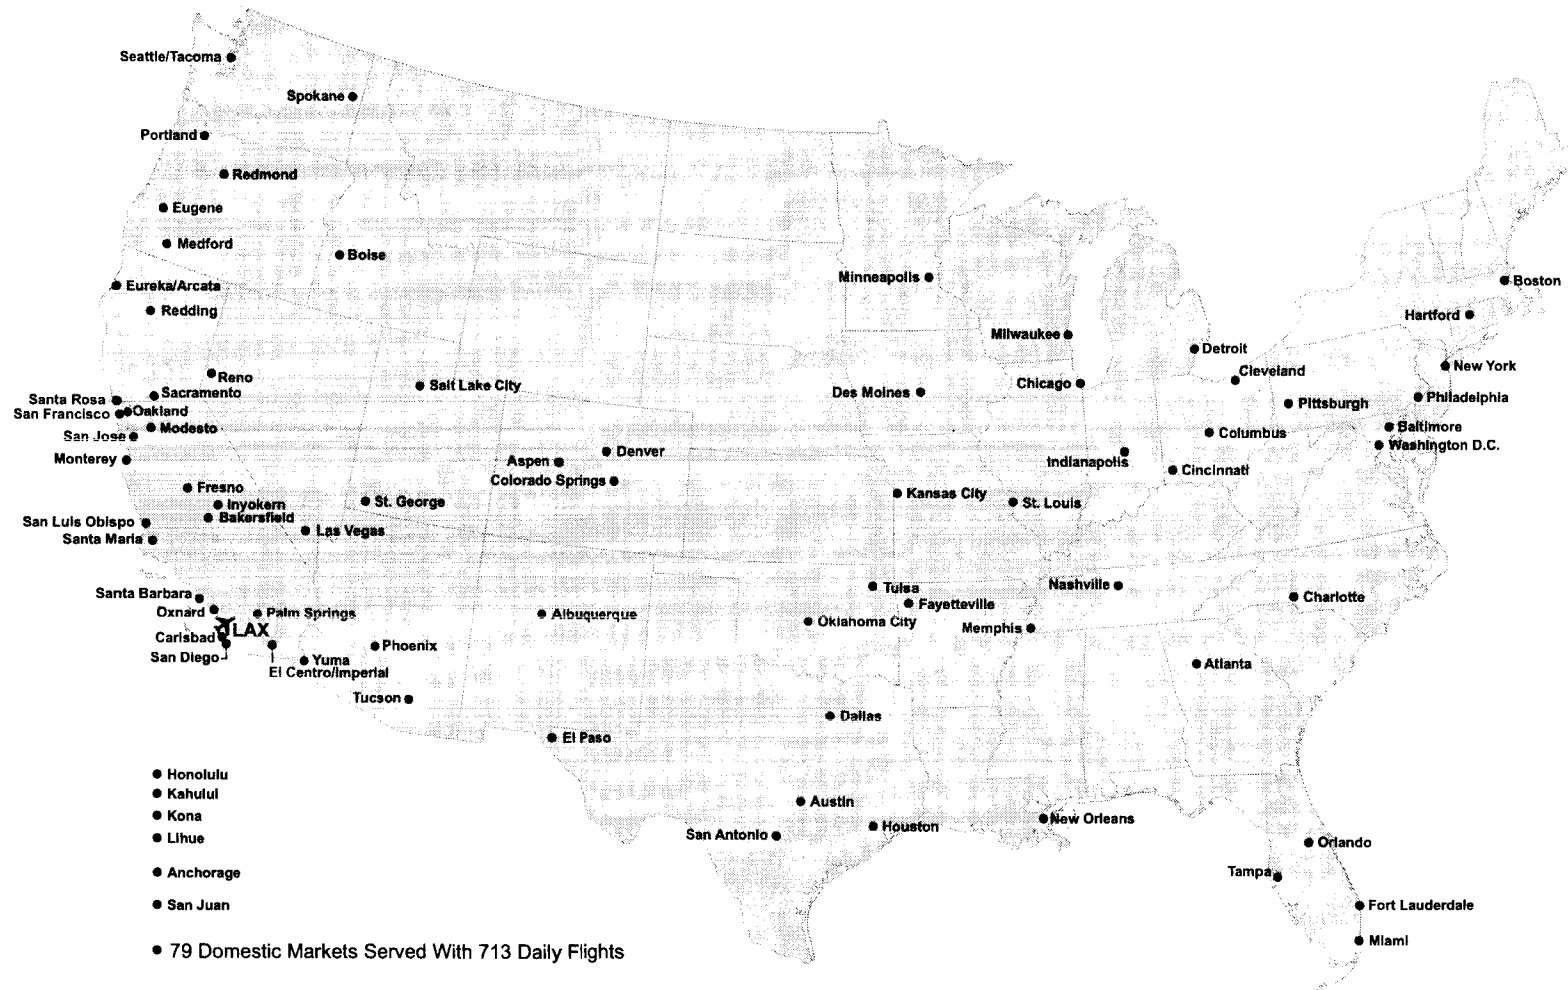 Seattle/Tacoma
Spokane
Portland
Redmond
Eugene
Medford
Boise
Minneapolis
Eureka/Arcata
Boston
Redding
Hartford
Milwaukee
Detroit
New York
Reno
Salt Lake City
Cleveland
Chicago
Sacramento
Des Moines
Santa Rosa
Philadelphia
Pittsburgh
San Francisco
Oakland
Modesto
Baltimore
San Jose
Columbus
Washington D.C.
Denver
Monterey
Aspen
Indianapolis
Cincinnati
Colorado Springs
Fresno
Kansas City
St. George
St. Louis
Inyokern
Bakersfield
San Luis Obispo
Las Vegas
Santa Maria
Nashville
Tulsa
Santa Barbara
Charlotte
Fayetteville
Oxnard
Palm Springs
Albuquerque
Oklahoma City
LAX
Memphis
Carlsbad
Phoenix
San Diego
Yuma
Atlanta
El Centro/Imperial
Tucson
Dallas
El Paso
Honolulu
Kahului
Austin
Kona
New Orleans
Houston
San Antonio
Lihue
Orlando
Anchorage
Tampa
San Juan
Fort Lauderdale
Miami
79 Domestic Markets Served With 713 Daily Flights